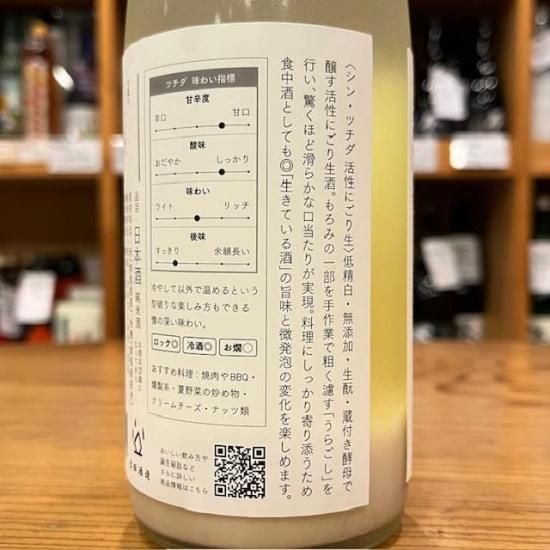 〈シン・ツチダ 活性にごり生〉低精白・無添加・生酛・蔵付き酵母で
醸す活性にごり生酒。もろみの一部を手作業で粗く濾す「うらごし」を
行い、驚くほど滑らかな口当たりが実現。料理にしっかり寄り添うため
食中酒としても◎「生きている酒」の旨味と微発泡の変化を楽しめます。
ツチダ 味わい指標
甘辛度
辛口 甘口
酸味
おだやか しっかり
味わい
ライト リッチ
後味
すっきり 余韻長い
冷やして以外で温めるという
型破りな楽しみ方もできる
懐の深い味わい。
ロック◎ 冷酒◎ お燗〇
おすすめ料理：焼肉やBBQ・
燻製系・夏野菜の炒め物・
クリームチーズ・ナッツ類
おいしい飲み方や
誕生秘話など
さらに詳しい
商品情報はこちら
日本酒 純米酒
酒造